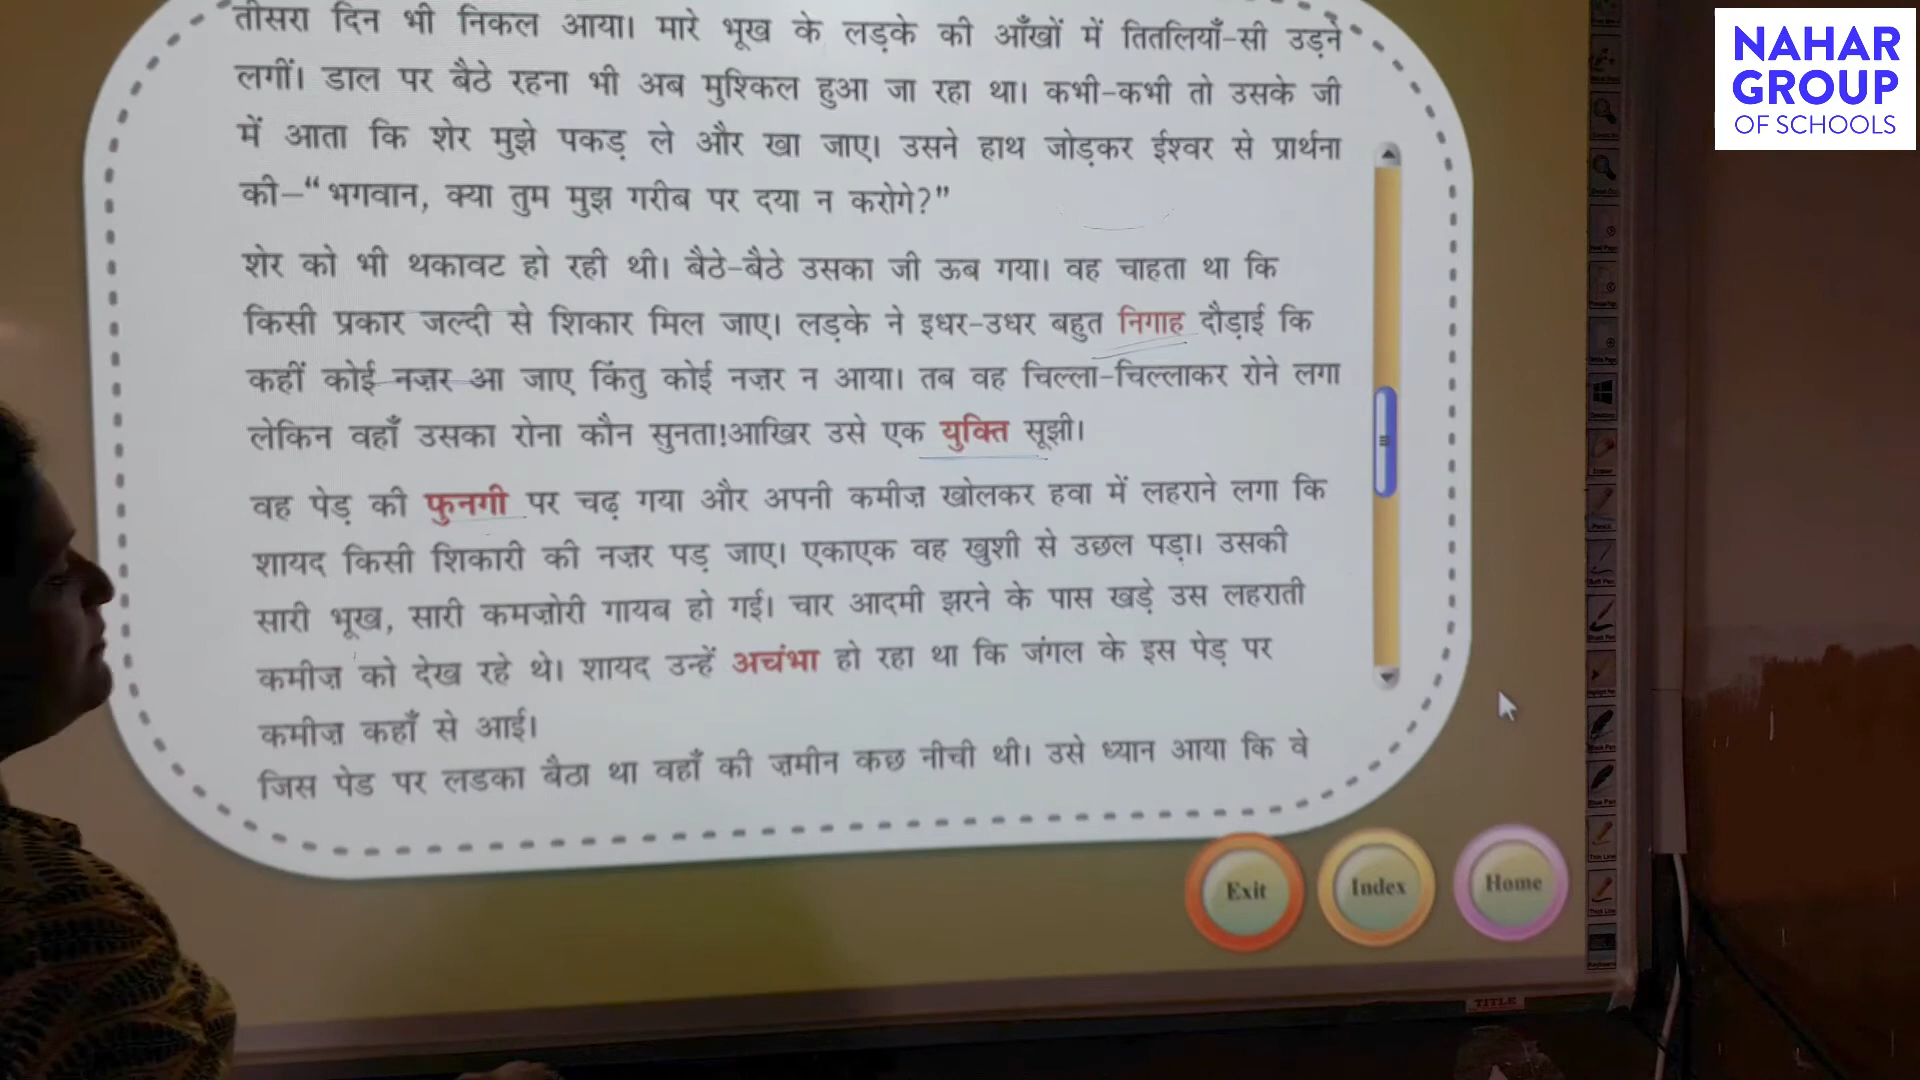 तीसरा दिन भी निकल आया। मारे भूख के लड़के की आँखों में तितलियाँ-सी उड़ने
लगीं। डाल पर बैठे रहना भी अब मुश्किल हुआ जा रहा था। कभी-कभी तो उसके जी
में आता कि शेर मुझे पकड़ ले और खा जाए। उसने हाथ जोड़कर ईश्वर से प्रार्थना
की–“भगवान, क्या तुम मुझ गरीब पर दया न करोगे?”
शेर को भी थकावट हो रही थी। बैठे-बैठे उसका जी ऊब गया। वह चाहता था कि
किसी प्रकार जल्दी से शिकार मिल जाए। लड़के ने इधर-उधर बहुत निगाह दौड़ाई कि
कहीं कोई नज़र आ जाए किंतु कोई नज़र न आया। तब वह चिल्ला-चिल्लाकर रोने लगा
लेकिन वहाँ उसका रोना कौन सुनता!आखिर उसे एक युक्ति सूझी।
वह पेड़ की फुनगी पर चढ़ गया और अपनी कमीज़ खोलकर हवा में लहराने लगा कि
शायद किसी शिकारी की नज़र पड़ जाए। एकाएक वह खुशी से उछल पड़ा। उसकी
सारी भूख, सारी कमज़ोरी गायब हो गई। चार आदमी झरने के पास खड़े उस लहराती
कमीज़ को देख रहे थे। शायद उन्हें अचंभा हो रहा था कि जंगल के इस पेड़ पर
कमीज़ कहाँ से आई।
जिस पेड पर लडका बैठा था वहाँ की ज़मीन कछ नीची थी। उसे ध्यान आया कि वे
Exit Index Home
TITLE
NAHAR
GROUP
OF SCHOOLS